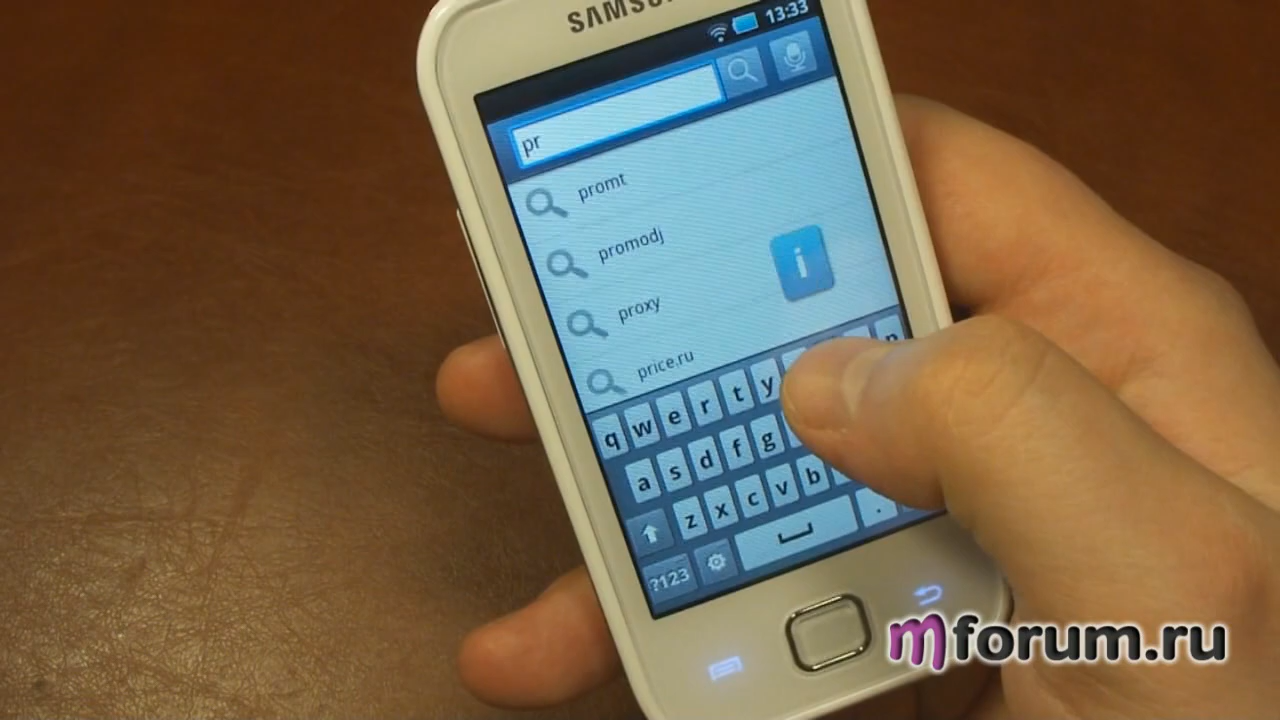 SAMSU
13:33
pr
promt
promodj
i
proxy
price.ru
q w e r t y p
a s d f g
z x c v b
?123 .
mforum.ru